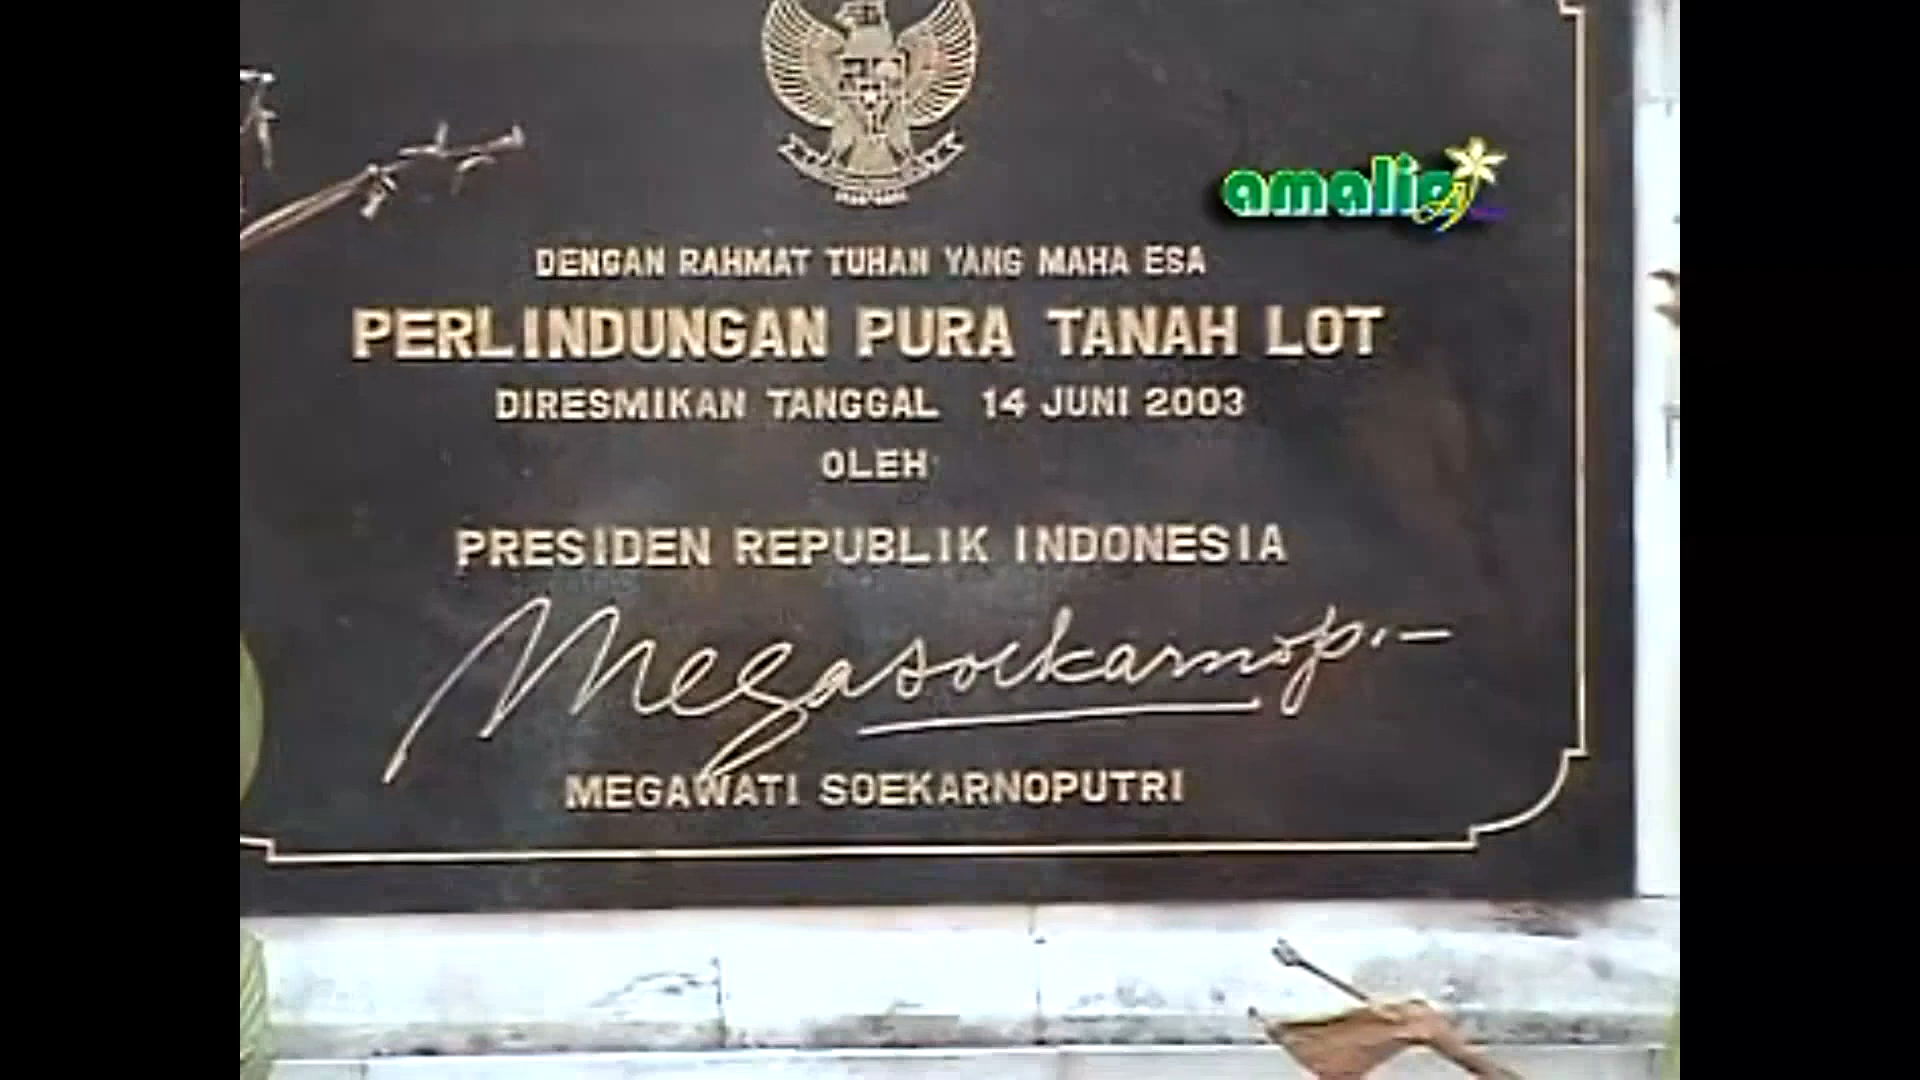 amalia
DENGAN RAHMAT TUHAN YANG MAHA ESA
PERLINDUNGAN PURA TANAH LOT
DIRESMIKAN TANGGAL 14 JUNI 2003
OLEH
PRESIDEN REPUBLIK INDONESIA
Megasoekarnop.-
MEGAWATI SOEKARNOPUTRI